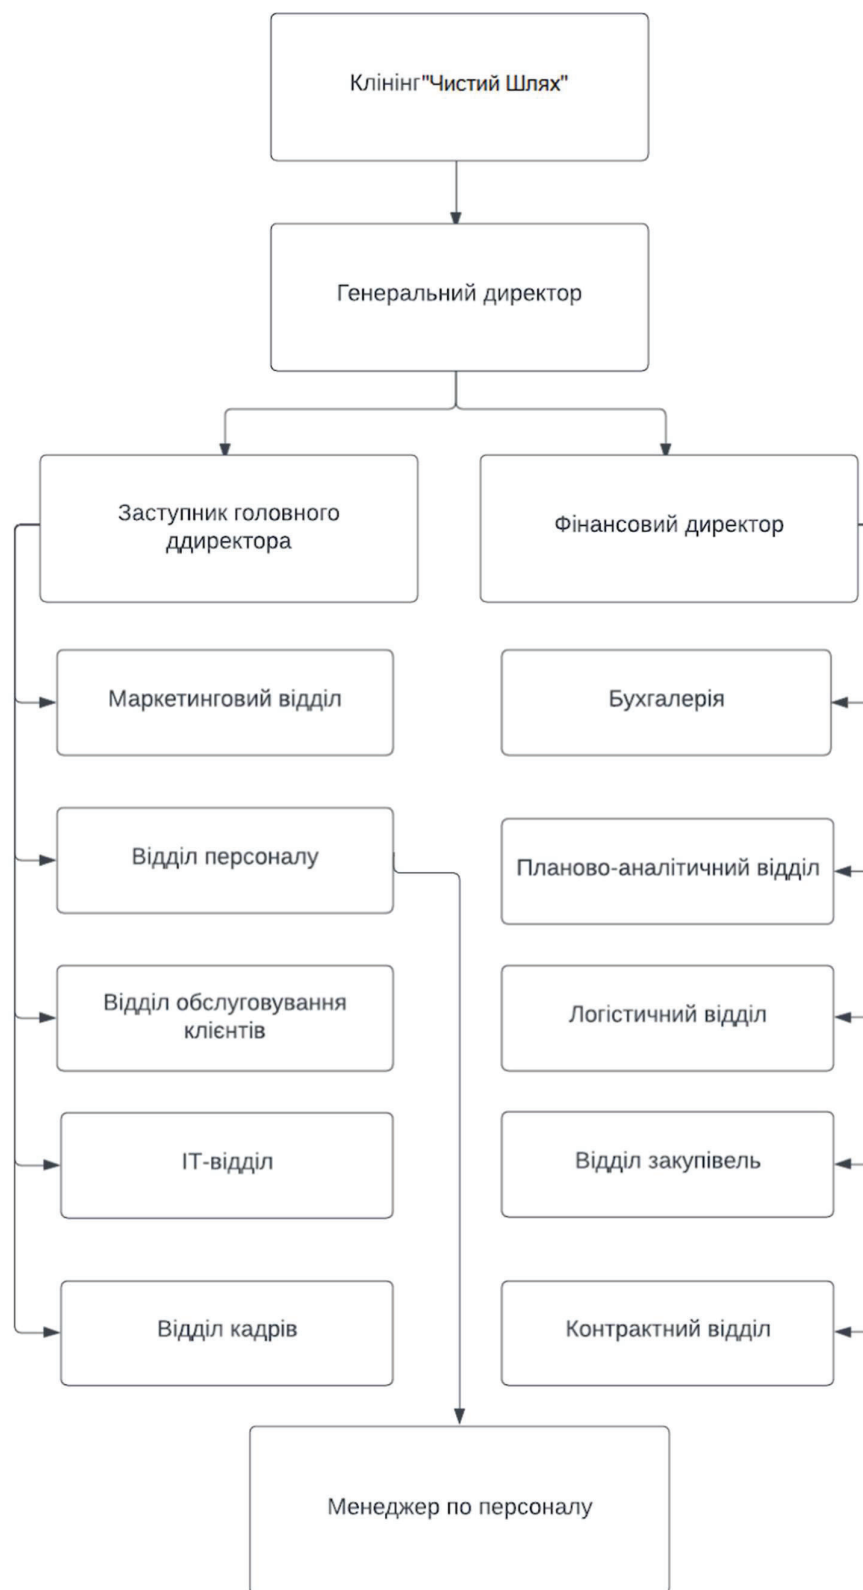 Клінінг"Чистий Шлях"
Генеральний директор
Заступник головного
ддиректора
Фінансовий директор
Маркетинговий відділ
Бухгалерія
Відділ персоналу
Планово-аналітичний відділ
Відділ обслуговування
клієнтів
Логістичний відділ
ІТ-відділ
Відділ закупівель
Відділ кадрів
Контрактний відділ
Менеджер по персоналу